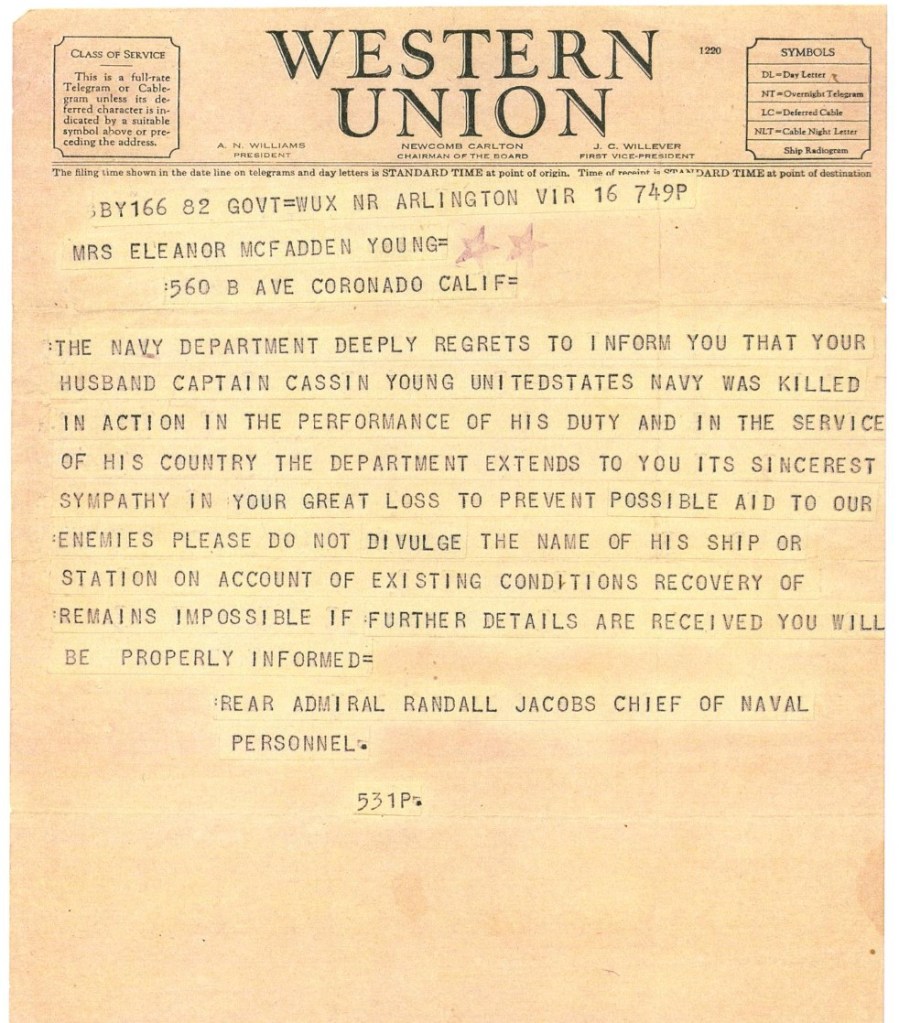 CLASS OF SERVICE
This is a full-rate
Telegram or Cable-
gram unless its de-
ferred character is in-
dicated by a suitable
symbol above or pre-
ceding the address.
WESTERN
UNION
1220
A. N. WILLIAMS
PRESIDENT
NEWCOMB CARLTON
CHAIRMAN OF THE BOARD
J. C. WILLEVER
FIRST VICE-PRESIDENT
SYMBOLS
DL=Day Letter
NT=Overnight Telegram
LC=Deferred Cable
NLT=Cable Night Letter
Ship Radiogram
The filing time shown in the date line on telegrams and day letters is STANDARD TIME at point of origin. Time of receipt is STANDARD TIME at point of destination
BY166 82 GOVT=WUX NR ARLINGTON VIR 16 749P
MRS ELEANOR MCFADDEN YOUNG=
:560 B AVE CORONADO CALIF=
:THE NAVY DEPARTMENT DEEPLY REGRETS TO INFORM YOU THAT YOUR
HUSBAND CAPTAIN CASSIN YOUNG UNITEDSTATES NAVY WAS KILLED
IN ACTION IN THE PERFORMANCE OF HIS DUTY AND IN THE SERVICE
OF HIS COUNTRY THE DEPARTMENT EXTENDS TO YOU ITS SINCEREST
SYMPATHY IN YOUR GREAT LOSS TO PREVENT POSSIBLE AID TO OUR
:ENEMIES PLEASE DO NOT DIVULGE THE NAME OF HIS SHIP OR
STATION ON ACCOUNT OF EXISTING CONDITIONS RECOVERY OF
:REMAINS IMPOSSIBLE IF :FURTHER DETAILS ARE RECEIVED YOU WILL
BE PROPERLY INFORMED=
:REAR ADMIRAL RANDALL JACOBS CHIEF OF NAVAL
PERSONNEL.
531P.